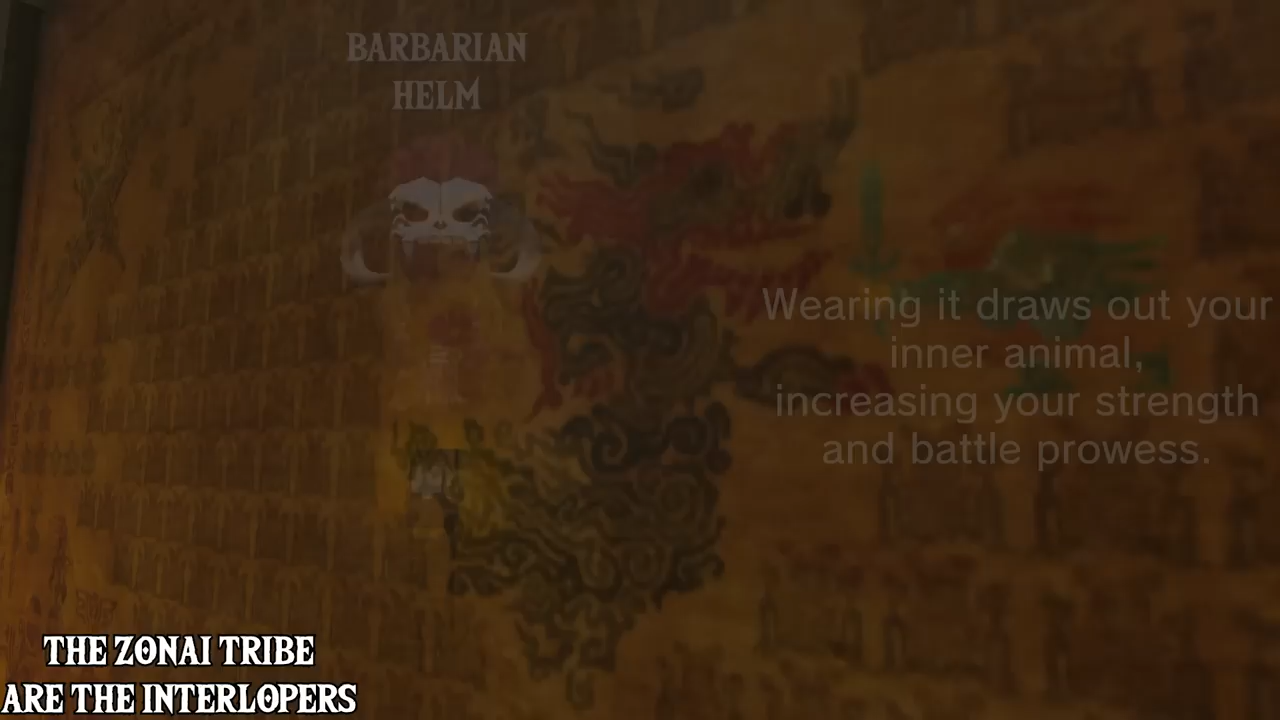 BARBARIAN
HELM
Wearing it draws out your
inner animal,
increasing your strength
and battle prowess.
THE ZONAI TRIBE
ARE THE INTERLOPERS